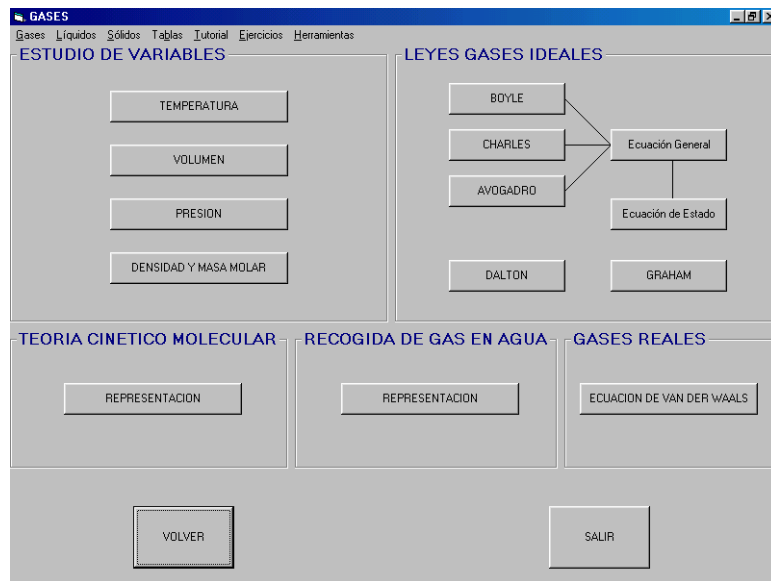 GASES
Gases Líquidos Sólidos Tablas Tutorial Ejercicios Herramientas
ESTUDIO DE VARIABLES
TEMPERATURA
VOLUMEN
PRESION
DENSIDAD Y MASA MOLAR
LEYES GASES IDEALES
BOYLE
CHARLES
AVOGADRO
Ecuación General
Ecuación de Estado
DALTON
GRAHAM
TEORIA CINETICO MOLECULAR
REPRESENTACION
RECOGIDA DE GAS EN AGUA
REPRESENTACION
GASES REALES
ECUACION DE VAN DER WAALS
VOLVER
SALIR